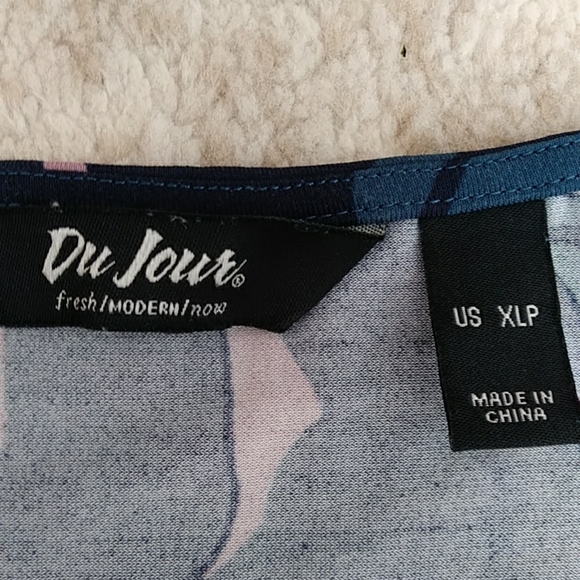 Du Jour®
fresh/MODERN/now
US XLP
MADE IN
CHINA